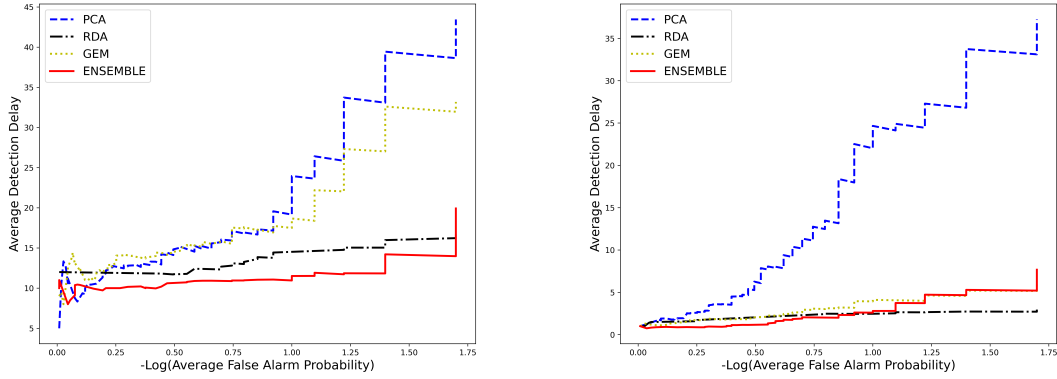 45
40
35
30
25
20
15
10
5
Average Detection Delay
PCA
RDA
GEM
ENSEMBLE
0.00 0.25 0.50 0.75 1.00 1.25 1.50 1.75
-Log(Average False Alarm Probability)
35
30
25
20
15
10
5
0
Average Detection Delay
PCA
RDA
GEM
ENSEMBLE
0.00 0.25 0.50 0.75 1.00 1.25 1.50 1.75
-Log(Average False Alarm Probability)